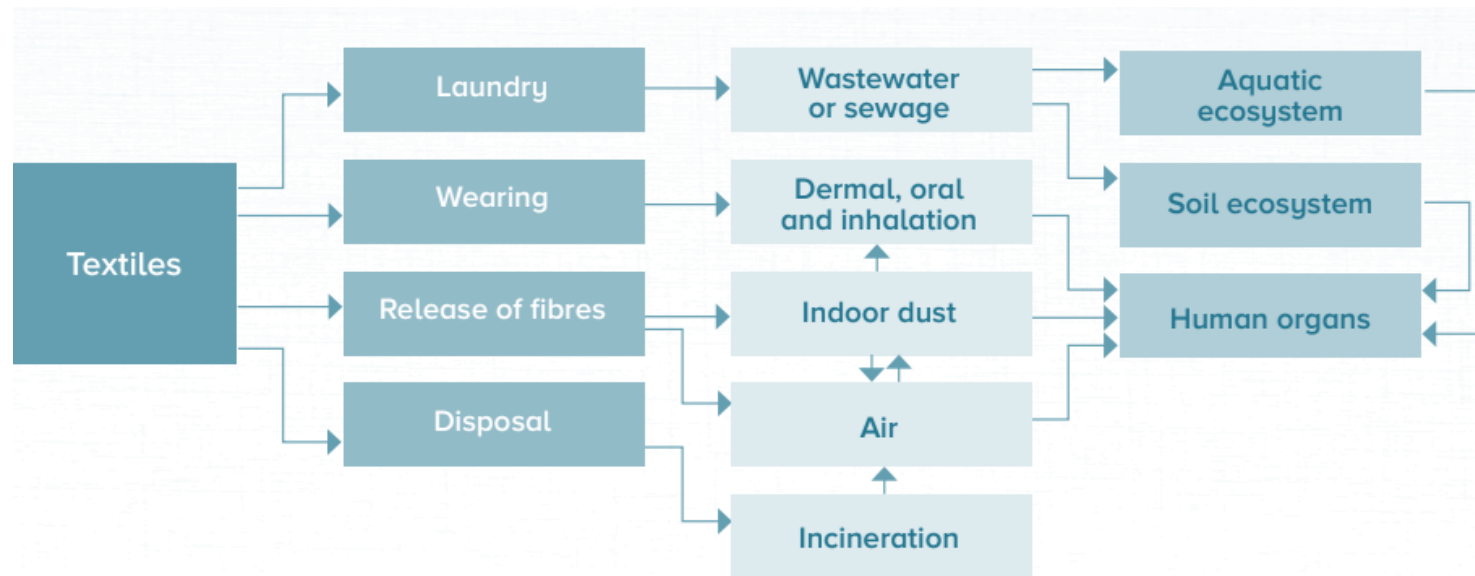 Textiles
Laundry
Wearing
Release of fibres
Disposal
Wastewater
or sewage
Dermal, oral
and inhalation
Indoor dust
Air
Incineration
Aquatic
ecosystem
Soil ecosystem
Human organs